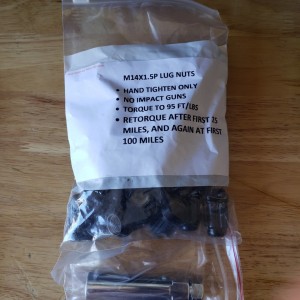 M14X1.5P LUG NUTS
• HAND TIGHTEN ONLY
• NO IMPACT GUNS
• TORQUE TO 95 FT/LBS
• RETORQUE AFTER FIRST 25
MILES, AND AGAIN AT FIRST
100 MILES